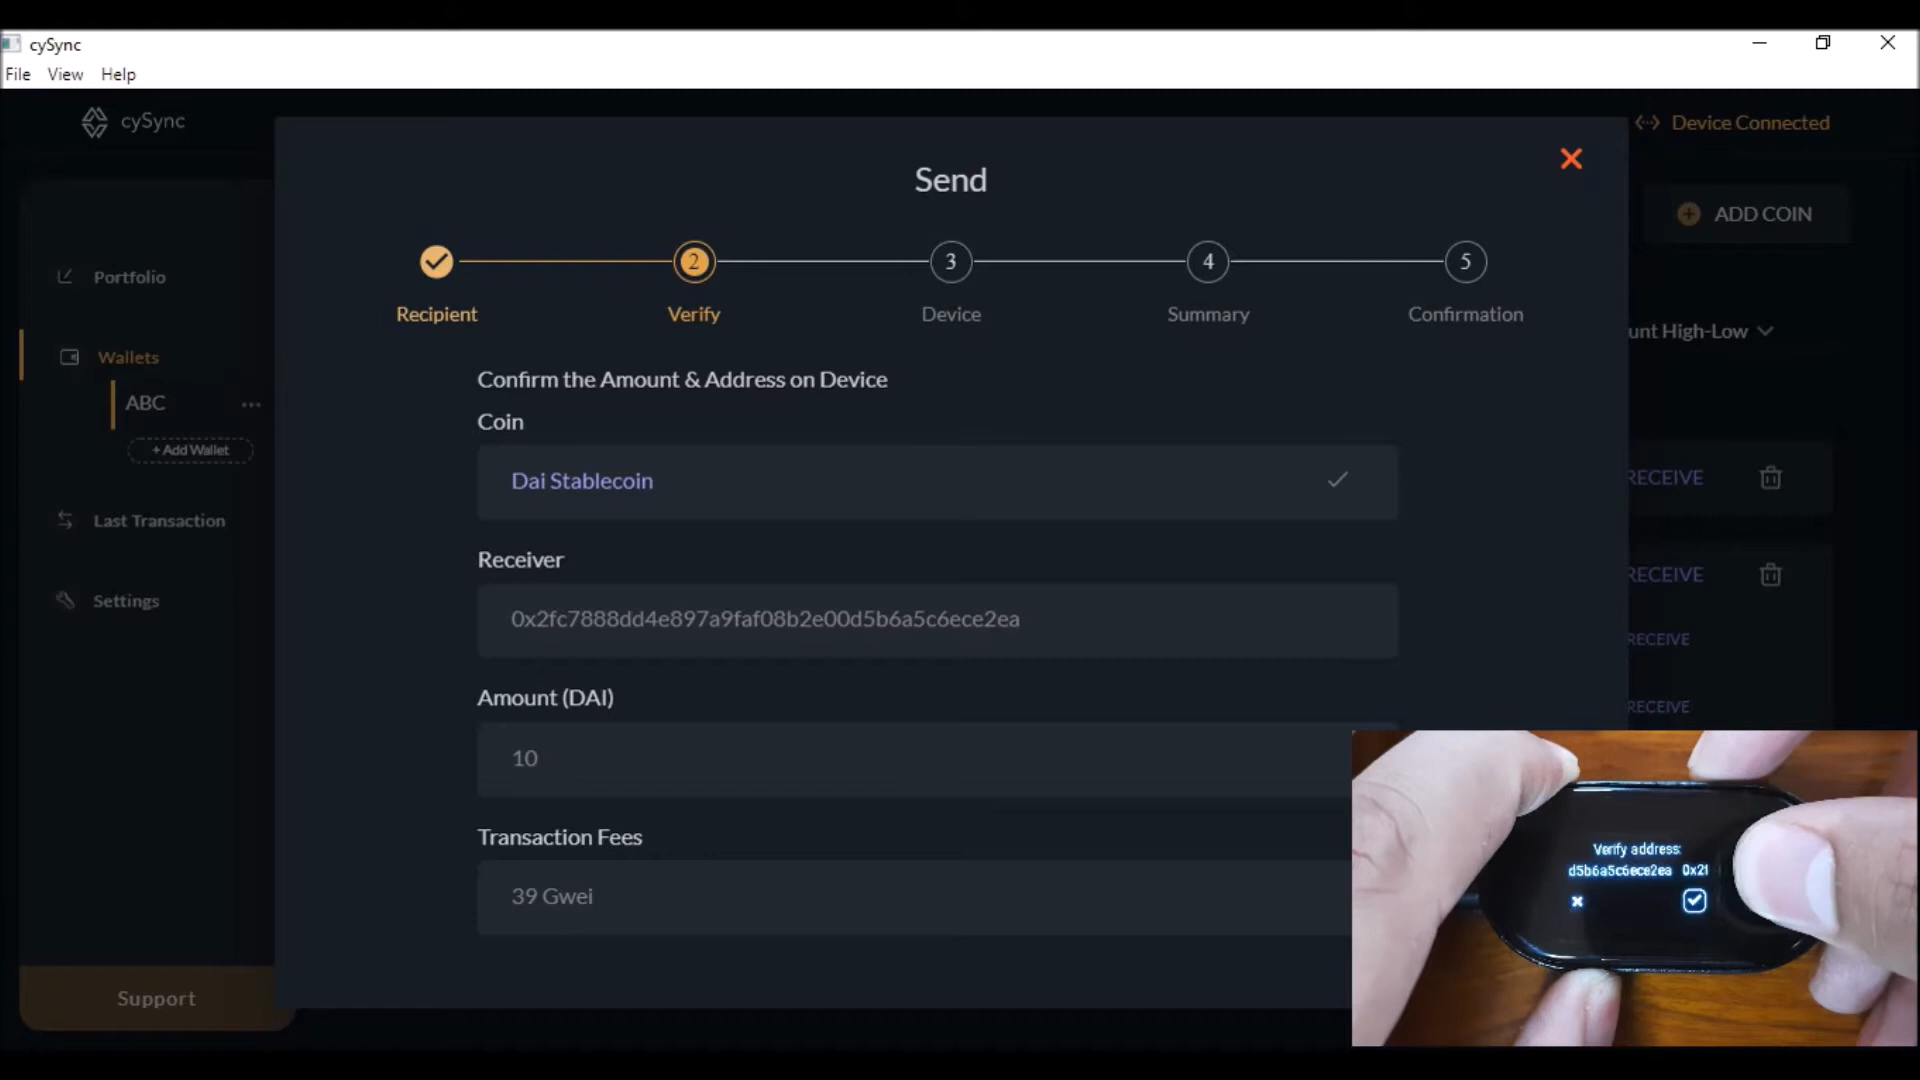 cySync
File View Help
cySync
Device Connected
Send
ADD COIN
2
3
4
5
Portfolio
Recipient
Verify
Device
Summary
Confirmation
unt High-Low
Wallets
ABC
+ Add Wallet
Confirm the Amount & Address on Device
Coin
Dai Stablecoin
RECEIVE
Last Transaction
Receiver
RECEIVE
Settings
0x2fc7888dd4e897a9faf08b2e00d5b6a5c6ece2ea
RECEIVE
Amount (DAI)
RECEIVE
10
Transaction Fees
39 Gwei
Verify address:
d5b6a5c6ece2ea 0x2f
Support